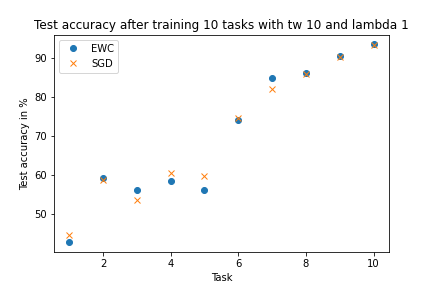 Test accuracy after training 10 tasks with tw 10 and lambda 1
EWC
SGD
90
80
70
60
50
Test accuracy in %
2 4 6 8 10
Task